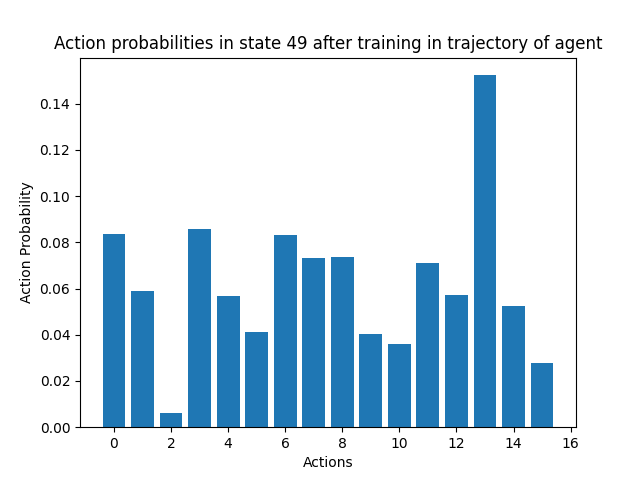 Action probabilities in state 49 after training in trajectory of agent
0.14
0.12
0.10
0.08
0.06
0.04
0.02
0.00
Action Probability
0 2 4 6 8 10 12 14 16
Actions